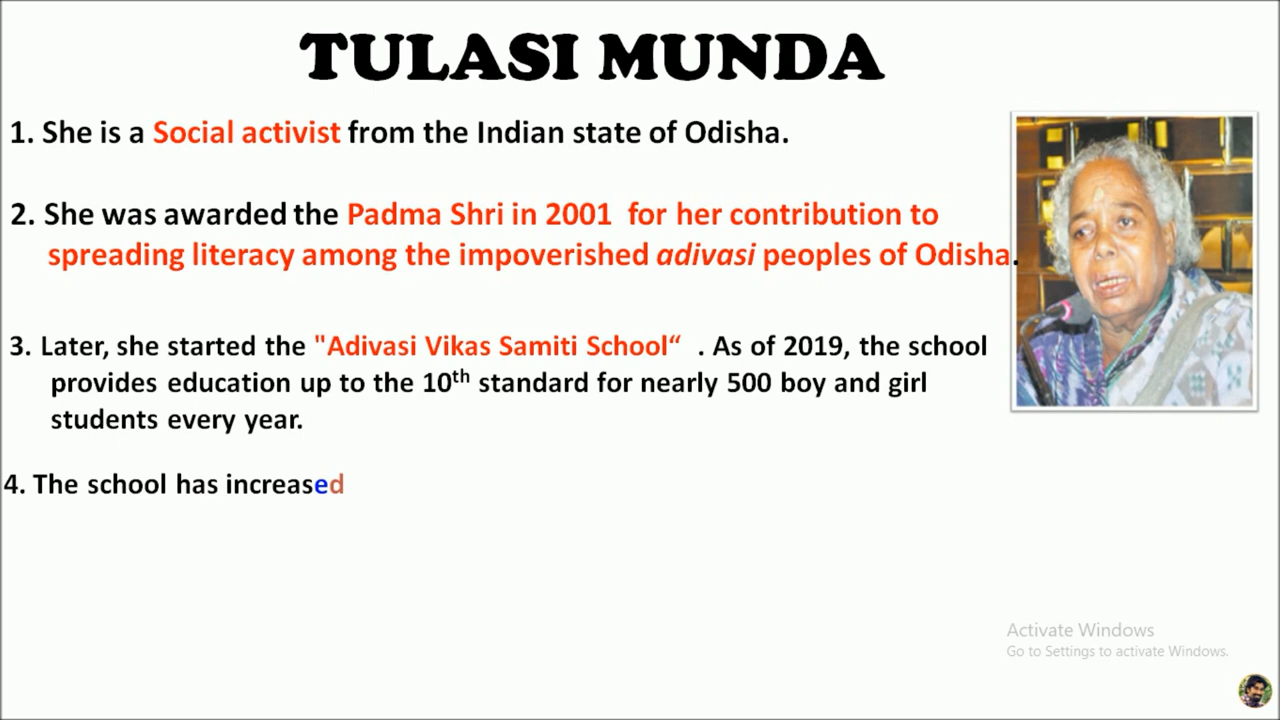 TULASI MUNDA
1. She is a Social activist from the Indian state of Odisha.
2. She was awarded the Padma Shri in 2001 for her contribution to
spreading literacy among the impoverished adivasi peoples of Odisha.
3. Later, she started the "Adivasi Vikas Samiti School“ . As of 2019, the school
provides education up to the 10th standard for nearly 500 boy and girl
students every year.
4. The school has increased
Activate Windows
Go to Settings to activate Windows.